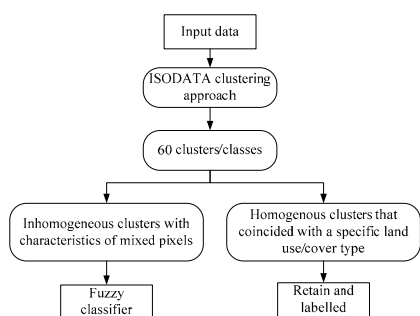 Input data
ISODATA clustering
approach
60 clusters/classes
Inhomogeneous clusters with
characteristics of mixed pixels
Homogenous clusters that
coincided with a specific land
use/cover type
Fuzzy
classifier
Retain and
labelled